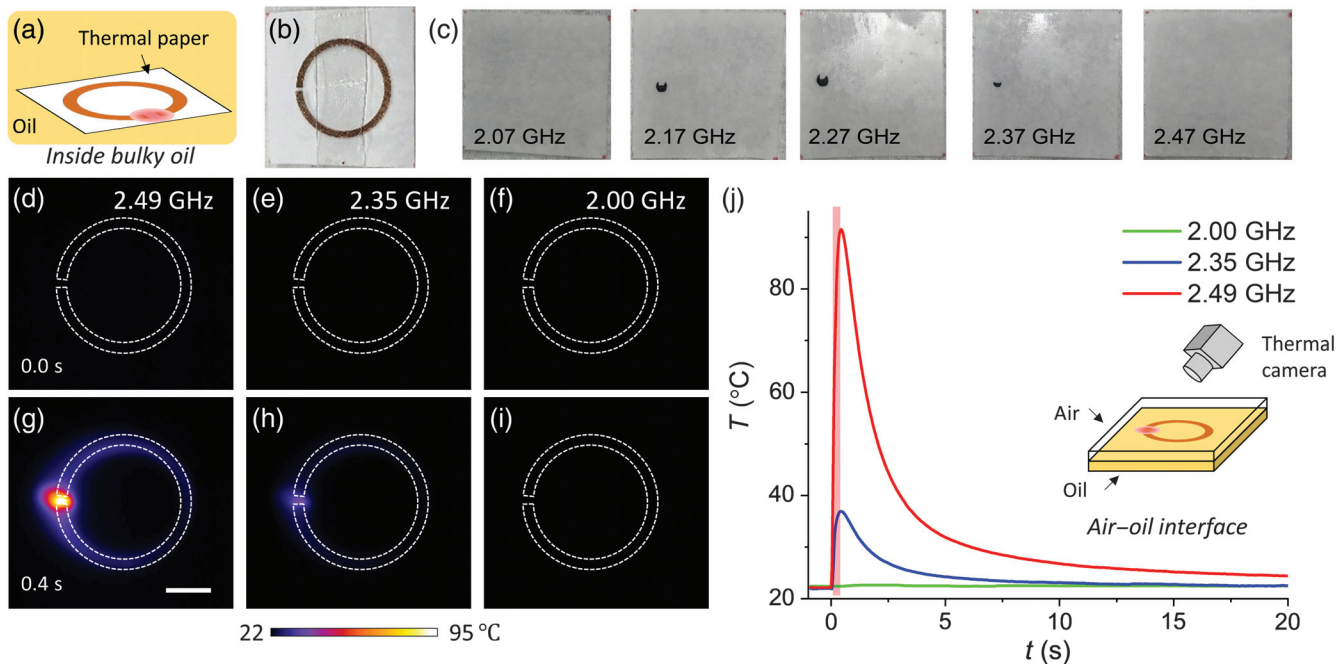 (a)
Thermal paper
Oil
Inside bulky oil
(b)
(c)
2.07 GHz
2.17 GHz
2.27 GHz
2.37 GHz
2.47 GHz
(d)
2.49 GHz
0.0 s
(e)
2.35 GHz
(f)
2.00 GHz
(g)
0.4 s
(h)
(i)
22
95 °C
(j)
T (°C)
80
60
40
20
0
5
10
15
20
t (s)
2.00 GHz
2.35 GHz
2.49 GHz
Thermal
camera
Air
Oil
Air–oil interface